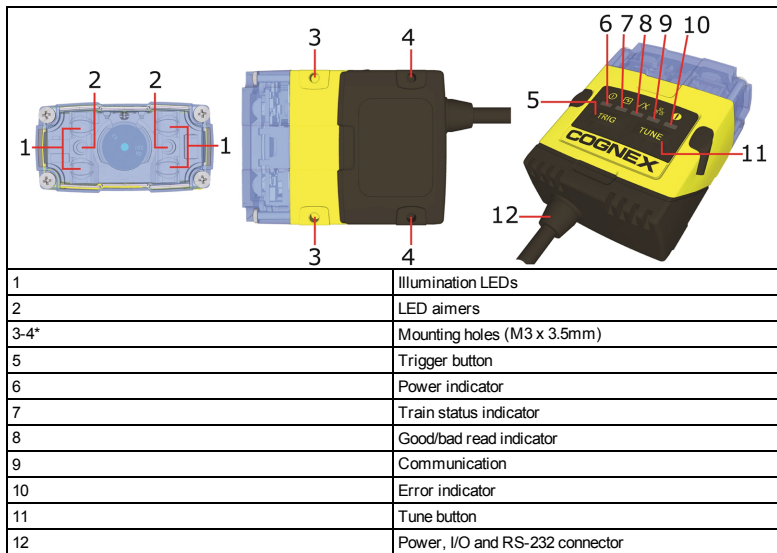 2 2
1 1
3 4
3 4
6 7 8 9 10
5
TRIG
TUNE
COGNEX
11
12
1 Illumination LEDs
2 LED aimers
3-4* Mounting holes (M3 x 3.5mm)
5 Trigger button
6 Power indicator
7 Train status indicator
8 Good/bad read indicator
9 Communication
10 Error indicator
11 Tune button
12 Power, I/O and RS-232 connector